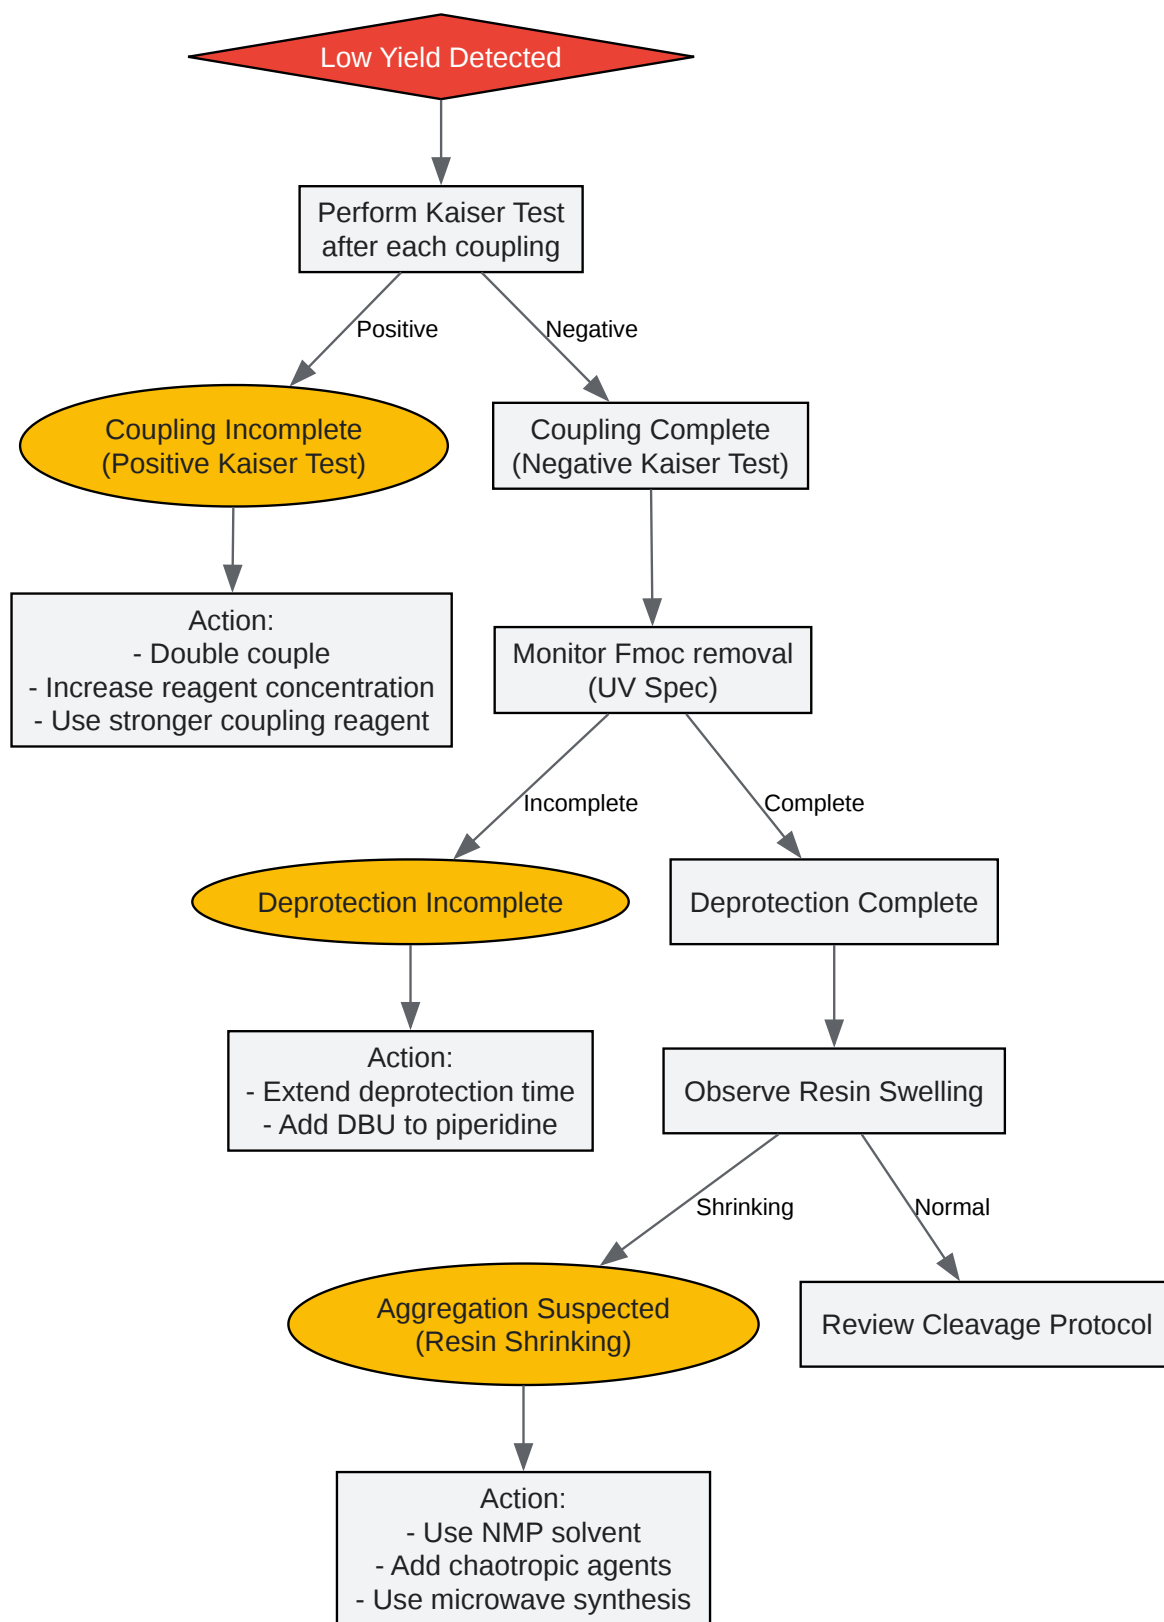 Low Yield Detected
Perform Kaiser Test
after each coupling
Positive
Negative
Coupling Incomplete
(Positive Kaiser Test)
Coupling Complete
(Negative Kaiser Test)
Action:
- Double couple
- Increase reagent concentration
- Use stronger coupling reagent
Monitor Fmoc removal
(UV Spec)
Incomplete
Complete
Deprotection Incomplete
Deprotection Complete
Action:
- Extend deprotection time
- Add DBU to piperidine
Observe Resin Swelling
Shrinking
Normal
Aggregation Suspected
(Resin Shrinking)
Review Cleavage Protocol
Action:
- Use NMP solvent
- Add chaotropic agents
- Use microwave synthesis